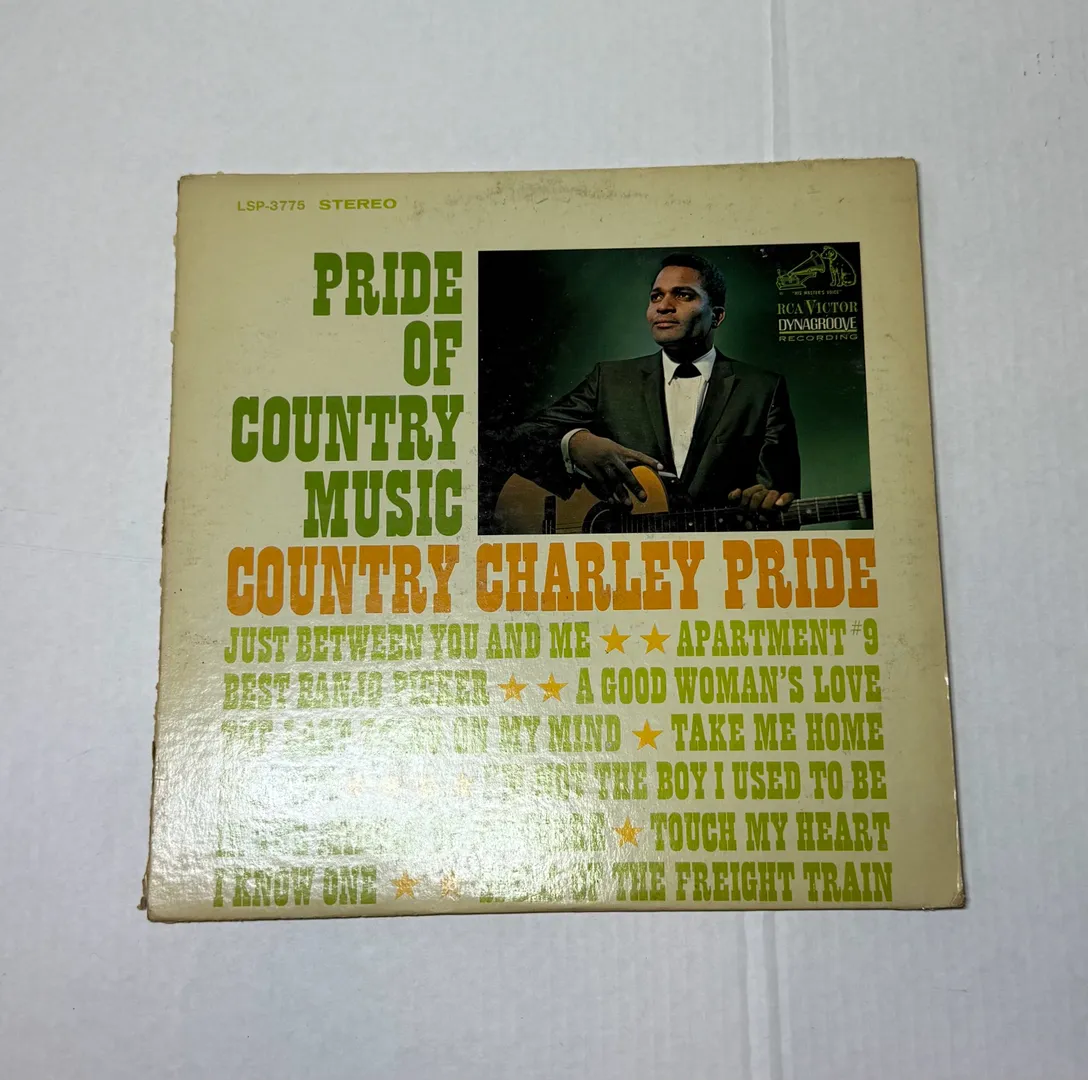 LSP-3775 STEREO
PRIDE
OF
COUNTRY
MUSIC
"HIS MASTER'S VOICE"
RCA VICTOR
DYNAGROOVE
RECORDING
COUNTRY CHARLEY PRIDE
JUST BETWEEN YOU AND ME APARTMENT #9
BEST BANJO PICKER A GOOD WOMAN'S LOVE
ON MY MIND TAKE ME HOME
THE BOY I USED TO BE
TOUCH MY HEART
I KNOW ONE OF THE FREIGHT TRAIN